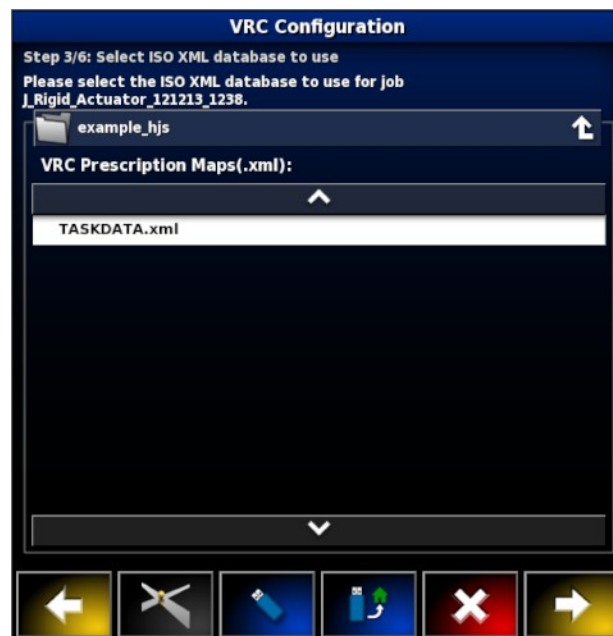 VRC Configuration
Step 3/6: Select ISO XML database to use
Please select the ISO XML database to use for job
J_Rigid_Actuator_121213_1238.
example_hjs
VRC Prescription Maps(.xml):
TASKDATA.xml